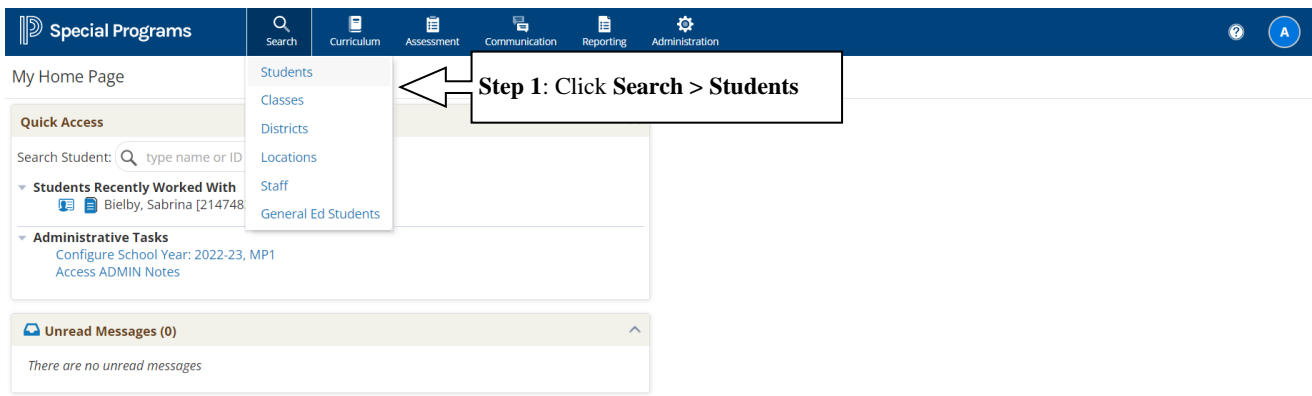 Special Programs
Search
Curriculum
Assessment
Communication
Reporting
Administration
?
A
My Home Page
Students
Classes
Districts
Locations
Staff
General Ed Students
Step 1: Click Search > Students
Quick Access
Search Student: type name or ID
Students Recently Worked With
Bielby, Sabrina [214748
Administrative Tasks
Configure School Year: 2022-23, MP1
Access ADMIN Notes
Unread Messages (0)
There are no unread messages